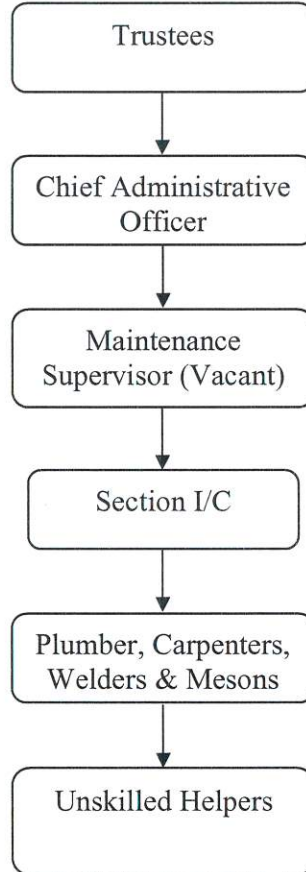 Trustees
Chief Administrative
Officer
Maintenance
Supervisor (Vacant)
Section I/C
Plumber, Carpenters,
Welders & Mesons
Unskilled Helpers